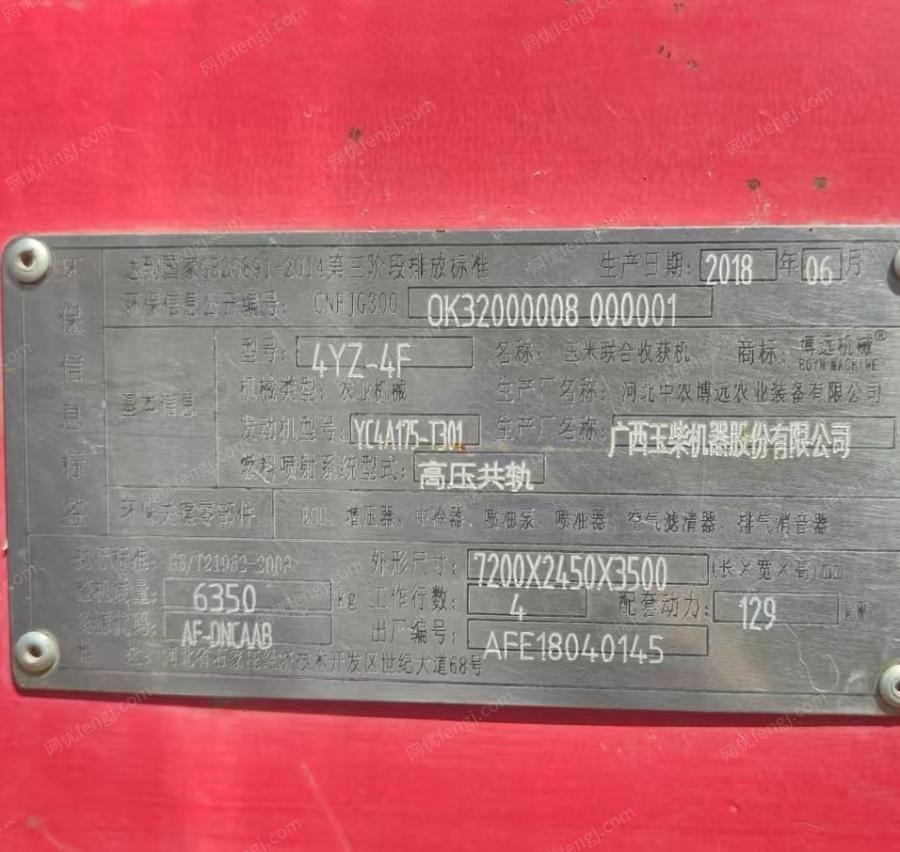 环保信息标签
达到国家GB20891-2014第三阶段排放标准 生产日期: 2018 年 06 月
环保信息公开编号: CNFJG300 OK32000008 000001
基本信息
型号: 4YZ-4F 名称: 玉米联合收获机 商标: 博远机械®
BOYN MACHINE
机械类型: 农业机械 生产厂名称: 河北中农博远农业装备有限公司
发动机型号: YC4A175-T301 生产厂名称: 广西玉柴机器股份有限公司
燃料喷射系统型式: 高压共轨
环保关键零部件 ECU、增压器、中冷器、喷油泵、喷油器、空气滤清器、排气消音器
执行标准: GB/T21962-2008 外形尺寸: 7200X2450X3500 (长×宽×高)mm
整机质量: 6350 kg 工作行数: 4 配套动力: 129 kW
AF-DNCAAB 出厂编号: AFE18040145
地址: 河北省石家庄经济技术开发区世纪大道68号
网优fengj.com